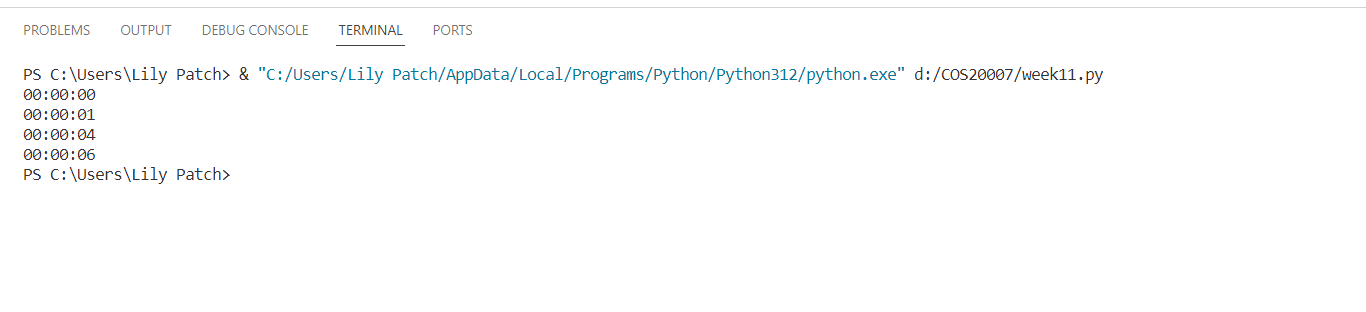 PROBLEMS OUTPUT DEBUG CONSOLE TERMINAL PORTS
PS C:\Users\Lily Patch> & "C:/Users/Lily Patch/AppData/Local/Programs/Python/Python312/python.exe" d:/COS20007/week11.py
00:00:00
00:00:01
00:00:04
00:00:06
PS C:\Users\Lily Patch>